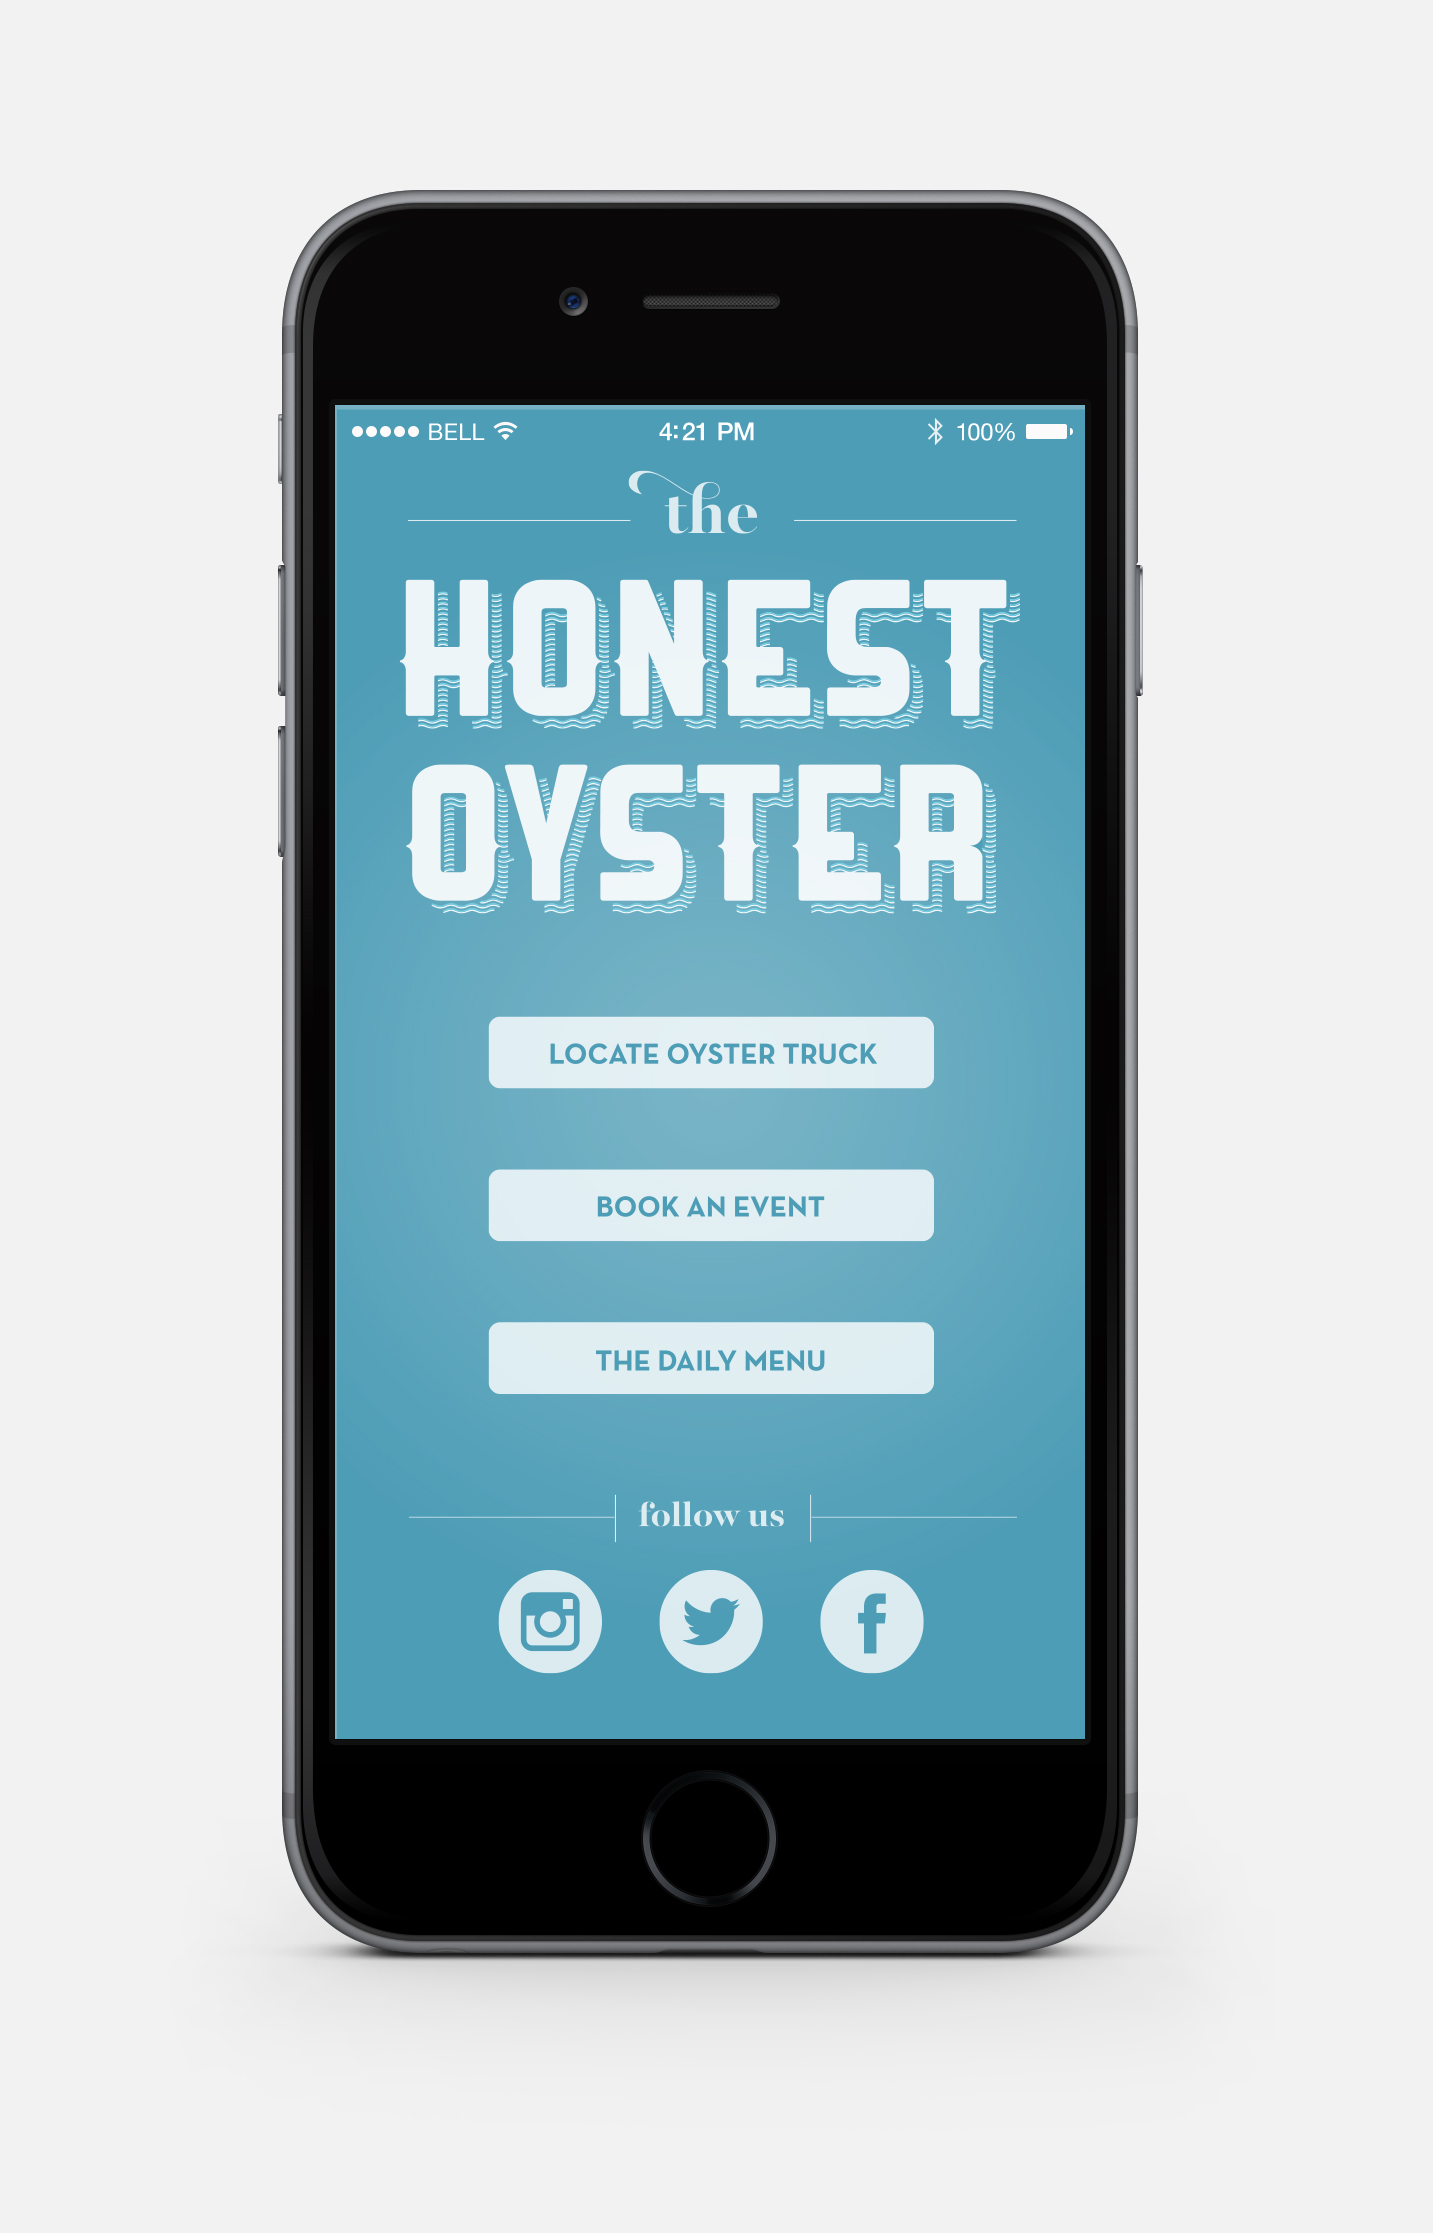 BELL 4:21 PM 100%
the
HONEST
OYSTER
LOCATE OYSTER TRUCK
BOOK AN EVENT
THE DAILY MENU
follow us